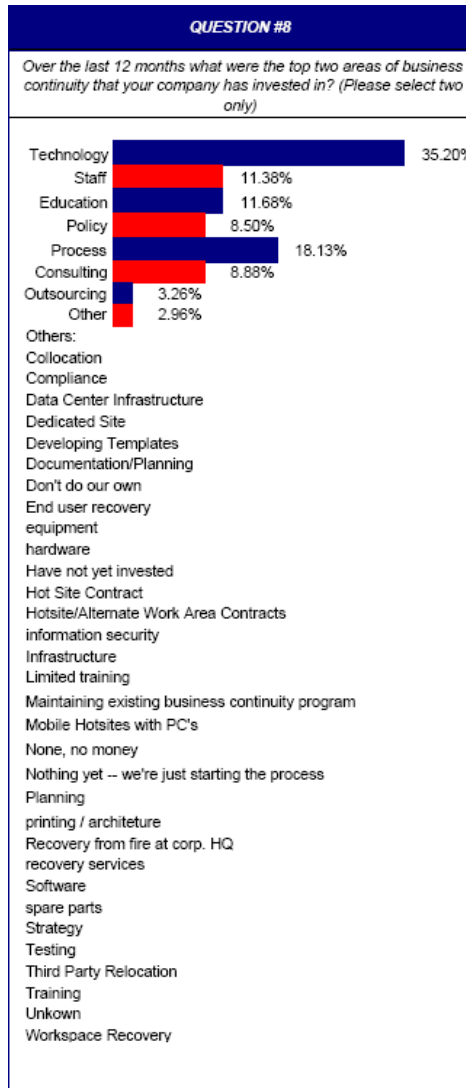 QUESTION #8
Over the last 12 months what were the top two areas of business
continuity that your company has invested in? (Please select two
only)
Technology 35.20%
Staff 11.38%
Education 11.68%
Policy 8.50%
Process 18.13%
Consulting 8.88%
Outsourcing 3.26%
Other 2.96%
Others:
Collocation
Compliance
Data Center Infrastructure
Dedicated Site
Developing Templates
Documentation/Planning
Don't do our own
End user recovery
equipment
hardware
Have not yet invested
Hot Site Contract
Hotsite/Alternate Work Area Contracts
information security
Infrastructure
Limited training
Maintaining existing business continuity program
Mobile Hotsites with PC's
None, no money
Nothing yet -- we're just starting the process
Planning
printing / architeture
Recovery from fire at corp. HQ
recovery services
Software
spare parts
Strategy
Testing
Third Party Relocation
Training
Unkown
Workspace Recovery